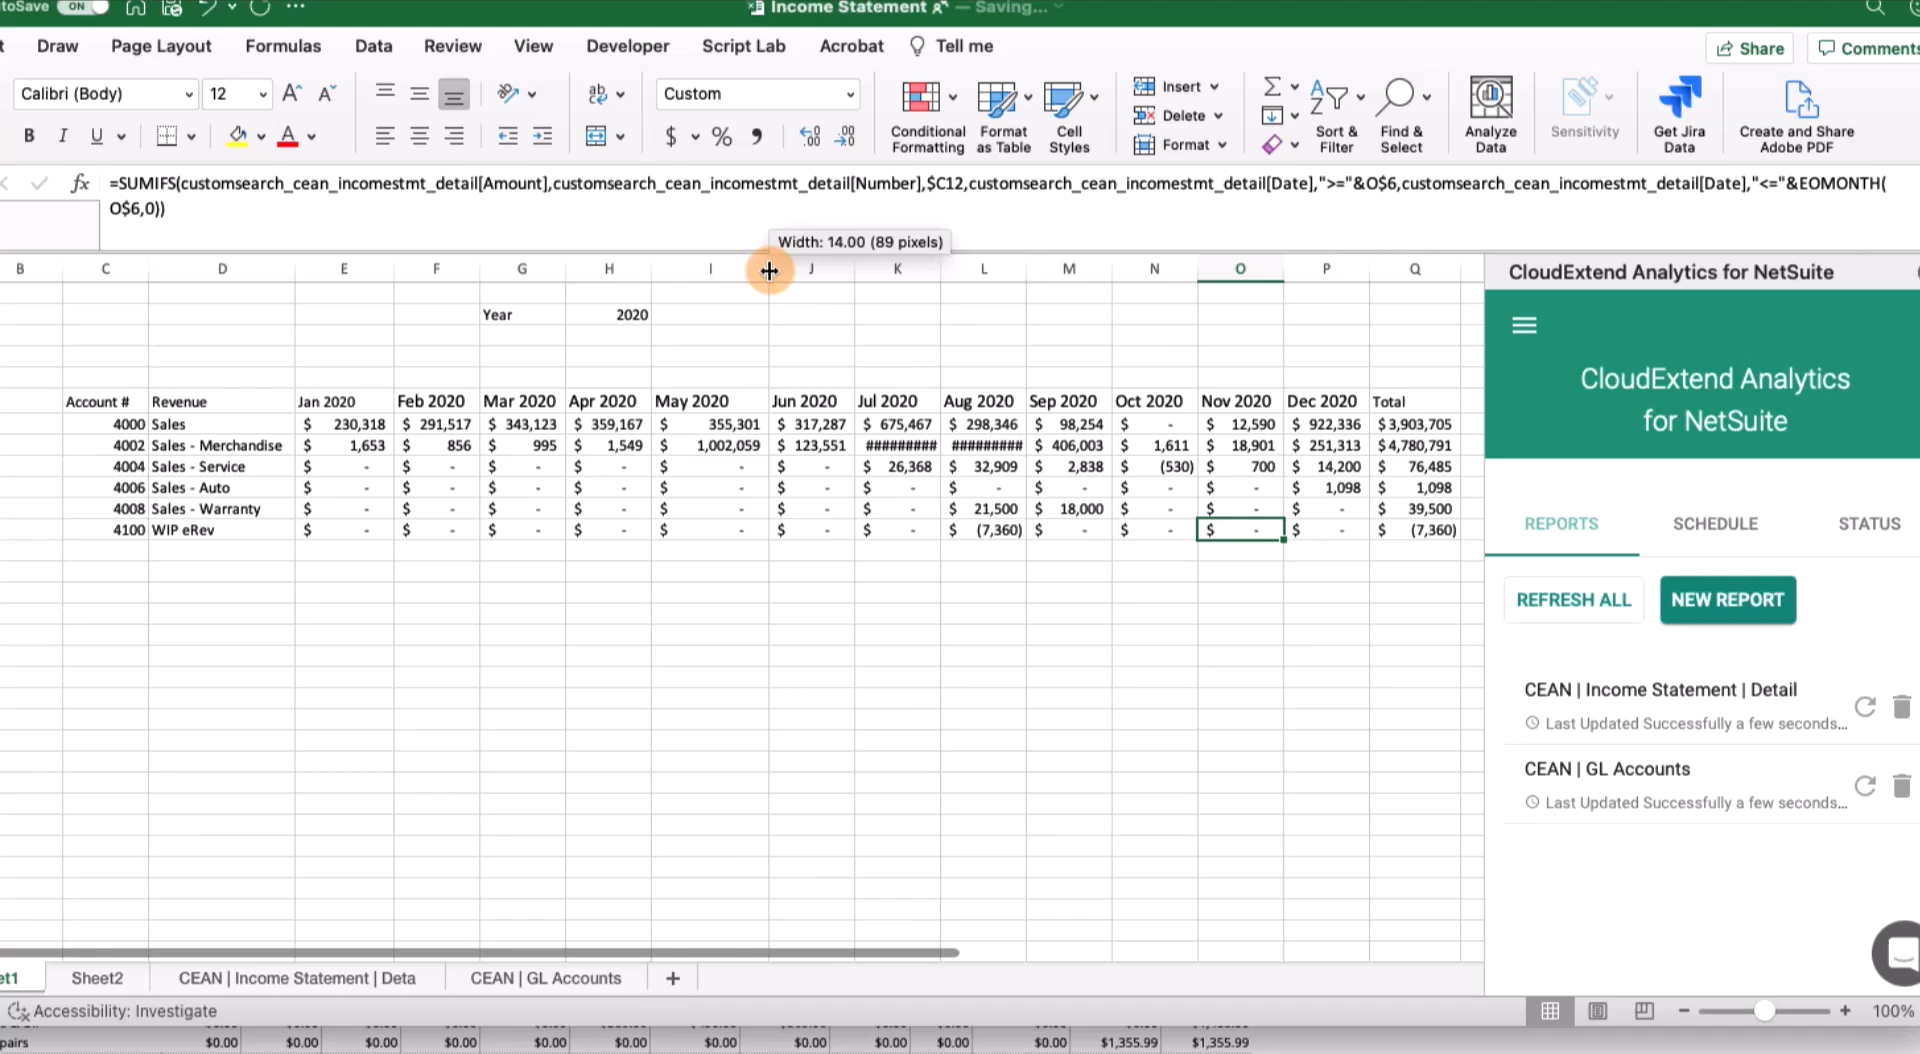 toSave ON Income Statement — Saving...
t Draw Page Layout Formulas Data Review View Developer Script Lab Acrobat Tell me Share Comments
Calibri (Body) 12 A^ Aˇ ab Custom Insert
B I U A $ % , .00 Delete
Conditional Formatting Format as Table Cell Styles Format Sort & Filter Find & Select Analyze Data Sensitivity Get Jira Data Create and Share Adobe PDF
fx =SUMIFS(customsearch_cean_incomestmt_detail[Amount],customsearch_cean_incomestmt_detail[Number],$C12,customsearch_cean_incomestmt_detail[Date],">="&O$6,customsearch_cean_incomestmt_detail[Date],"<="&EOMONTH(
O$6,0))
Width: 14.00 (89 pixels)
B C D E F G H I J K L M N O P Q
Year 2020
Account # Revenue Jan 2020 Feb 2020 Mar 2020 Apr 2020 May 2020 Jun 2020 Jul 2020 Aug 2020 Sep 2020 Oct 2020 Nov 2020 Dec 2020 Total
4000 Sales $ 230,318 $ 291,517 $ 343,123 $ 359,167 $ 355,301 $ 317,287 $ 675,467 $ 298,346 $ 98,254 $ - $ 12,590 $ 922,336 $3,903,705
4002 Sales - Merchandise $ 1,653 $ 856 $ 995 $ 1,549 $ 1,002,059 $ 123,551 ######### ######### $ 406,003 $ 1,611 $ 18,901 $ 251,313 $4,780,791
4004 Sales - Service $ - $ - $ - $ - $ - $ - $ 26,368 $ 32,909 $ 2,838 $ (530) $ 700 $ 14,200 $ 76,485
4006 Sales - Auto $ - $ - $ - $ - $ - $ - $ - $ - $ - $ - $ - $ 1,098 $ 1,098
4008 Sales - Warranty $ - $ - $ - $ - $ - $ - $ - $ 21,500 $ 18,000 $ - $ - $ - $ 39,500
4100 WIP eRev $ - $ - $ - $ - $ - $ - $ - $ (7,360) $ - $ - $ - $ - $ (7,360)
CloudExtend Analytics for NetSuite
CloudExtend Analytics
for NetSuite
REPORTS SCHEDULE STATUS
REFRESH ALL NEW REPORT
CEAN | Income Statement | Detail
Last Updated Successfully a few seconds...
CEAN | GL Accounts
Last Updated Successfully a few seconds...
et1 Sheet2 CEAN | Income Statement | Deta CEAN | GL Accounts +
Accessibility: Investigate − + 100%
pairs $0.00 $0.00 $0.00 $0.00 $0.00 $0.00 $0.00 $0.00 $0.00 $0.00 $1,355.99 $1,355.99